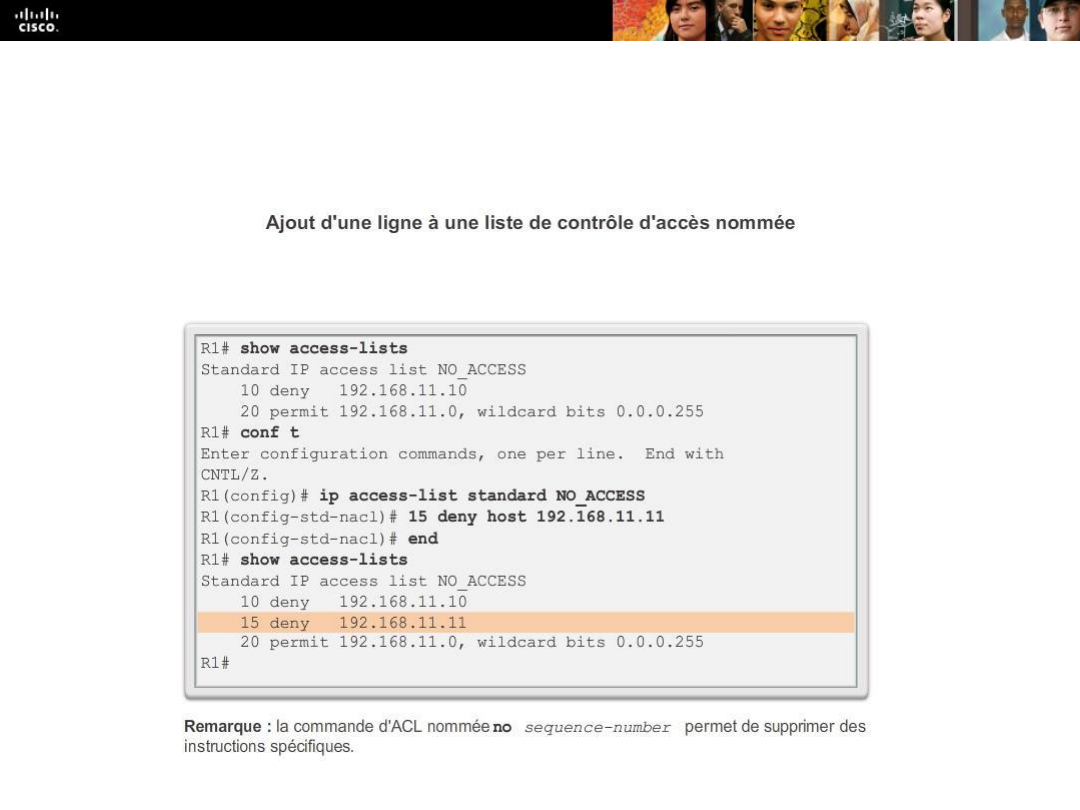 CISCO.
Ajout d'une ligne à une liste de contrôle d'accès nommée
R1# show access-lists
Standard IP access list NO_ACCESS
    10 deny   192.168.11.10
    20 permit 192.168.11.0, wildcard bits 0.0.0.255
R1# conf t
Enter configuration commands, one per line.  End with
CNTL/Z.
R1(config)# ip access-list standard NO_ACCESS
R1(config-std-nacl)# 15 deny host 192.168.11.11
R1(config-std-nacl)# end
R1# show access-lists
Standard IP access list NO_ACCESS
    10 deny   192.168.11.10
    15 deny   192.168.11.11
    20 permit 192.168.11.0, wildcard bits 0.0.0.255
R1#
Remarque : la commande d'ACL nommée no sequence-number permet de supprimer des
instructions spécifiques.